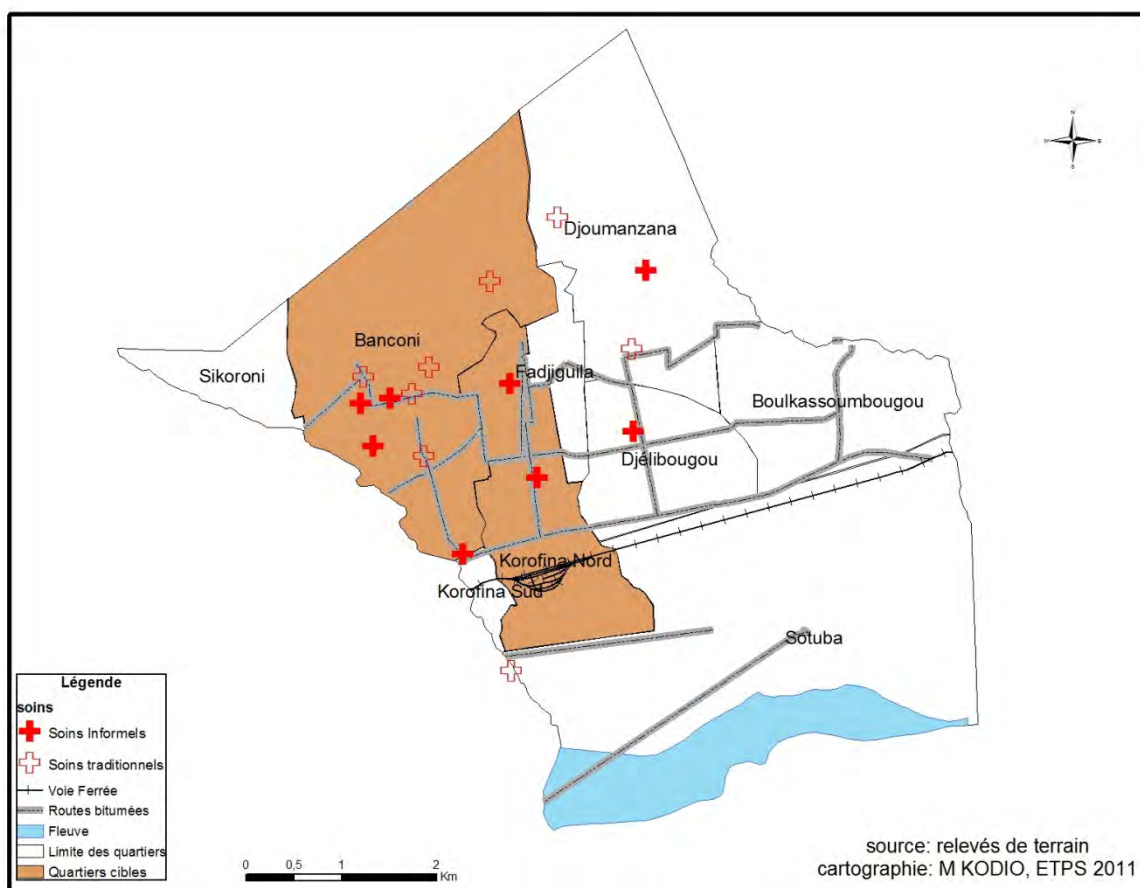 N
W E
S
Djoumanzana
Banconi
Sikoroni
Fadjiguila
Boulkassoumbougou
Djélibougou
Korofina Nord
Korofina Sud
Sotuba
Légende
soins
Soins Informels
Soins traditionnels
Voie Ferrée
Routes bitumées
Fleuve
Limite des quartiers
Quartiers cibles
0 0,5 1 2
Km
source: relevés de terrain
cartographie: M KODIO, ETPS 2011